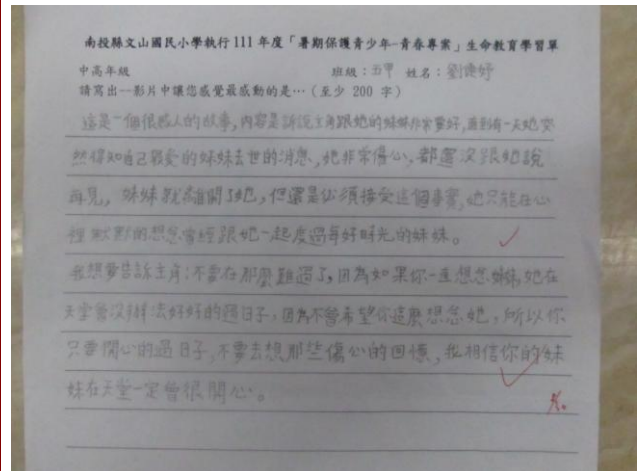 南投縣文山國民小學執行111年度「暑期保護青少年-青春專案」生命教育學習單
中高年級 班級：五甲 姓名：劉婕妤
請寫出--影片中讓您感覺最感動的是…(至少 200 字)
這是一個很感人的故事，內容是訴說主角跟她的妹妹非常要好，直到有一天她突
然得知自己親愛的妹妹去世的消息，她非常傷心，都還沒跟她說
再見，妹妹就離開了她，但還是必須接受這個事實，她只能在心
裡默默的想念曾經跟她一起度過每好時光的妹妹。
我想要告訴主角：不要在那麼難過了，因為如果你一直想念妹妹，她在
天堂會沒辦法好好的過日子，因為不會希望你這麼想念她，所以你
只要開心的過日子，不要去想那些傷心的回憶，我相信你的妹
妹在天堂一定會很開心。